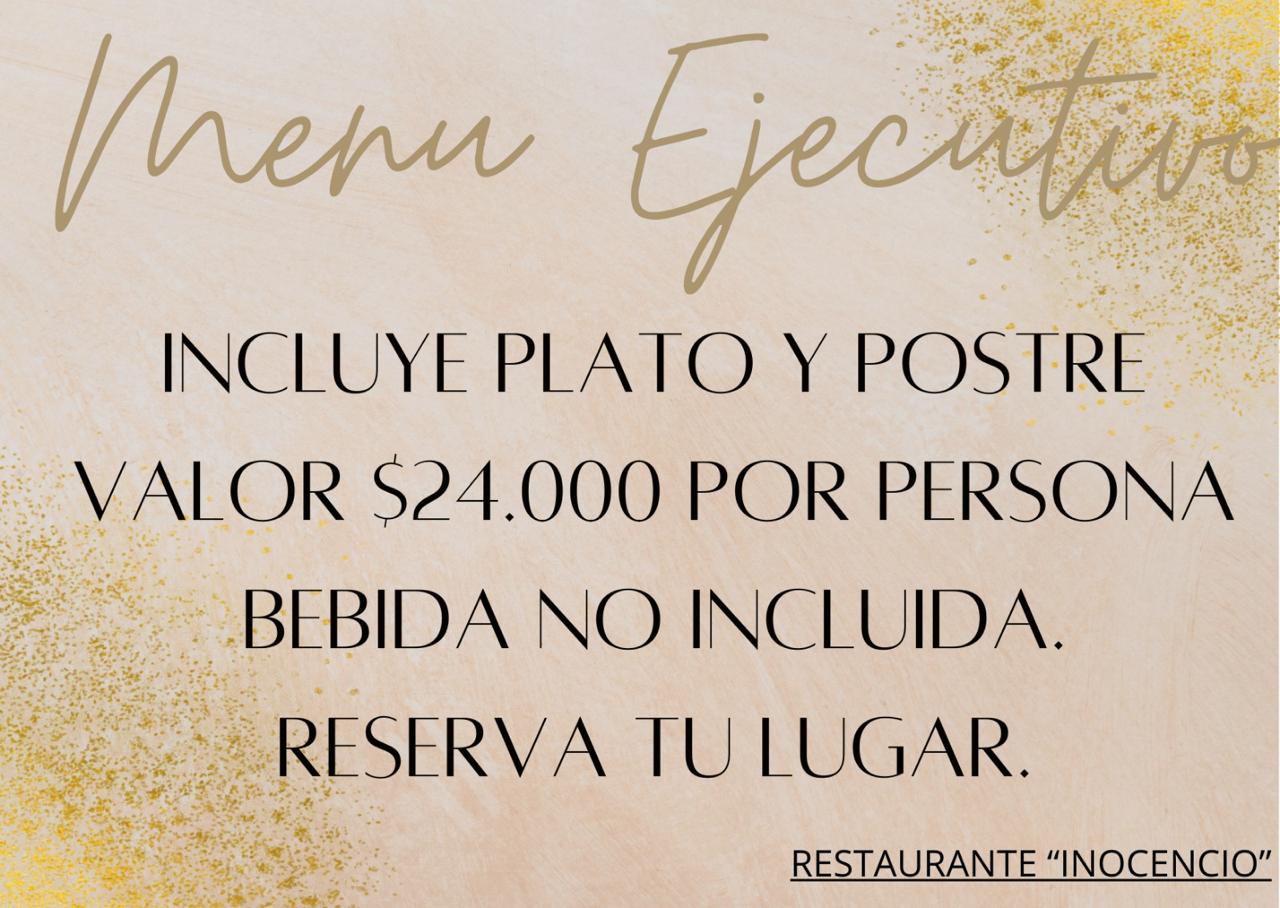 Menu Ejecutivo
INCLUYE PLATO Y POSTRE
VALOR $24.000 POR PERSONA
BEBIDA NO INCLUIDA.
RESERVA TU LUGAR.
RESTAURANTE “INOCENCIO”